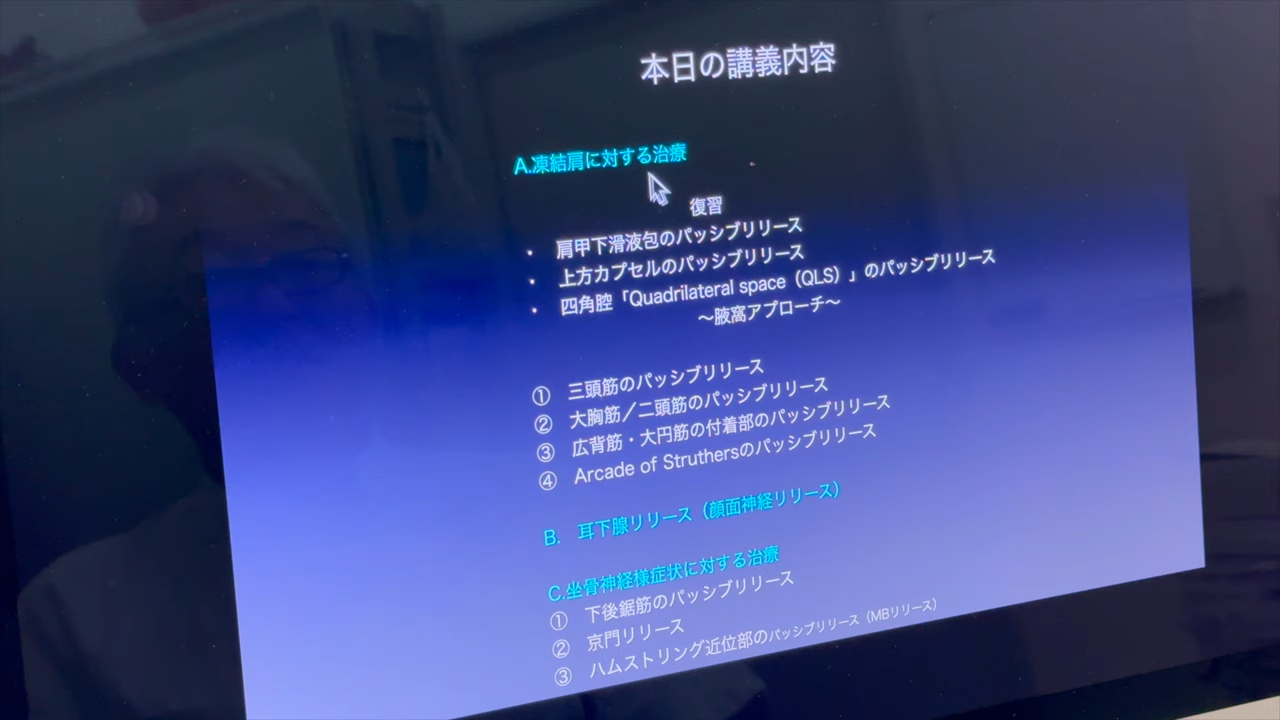 本日の講義内容
A.凍結肩に対する治療
復習
・ 肩甲下滑液包のパッシブリリース
・ 上方カプセルのパッシブリリース
・ 四角腔「Quadrilateral space（QLS）」のパッシブリリース
〜腋窩アプローチ〜
① 三頭筋のパッシブリリース
② 大胸筋／二頭筋のパッシブリリース
③ 広背筋・大円筋の付着部のパッシブリリース
④ Arcade of Struthersのパッシブリリース
B. 耳下腺リリース（顔面神経リリース）
C.坐骨神経様症状に対する治療
① 下後鋸筋のパッシブリリース
② 京門リリース
③ ハムストリング近位部のパッシブリリース（MBリリース）